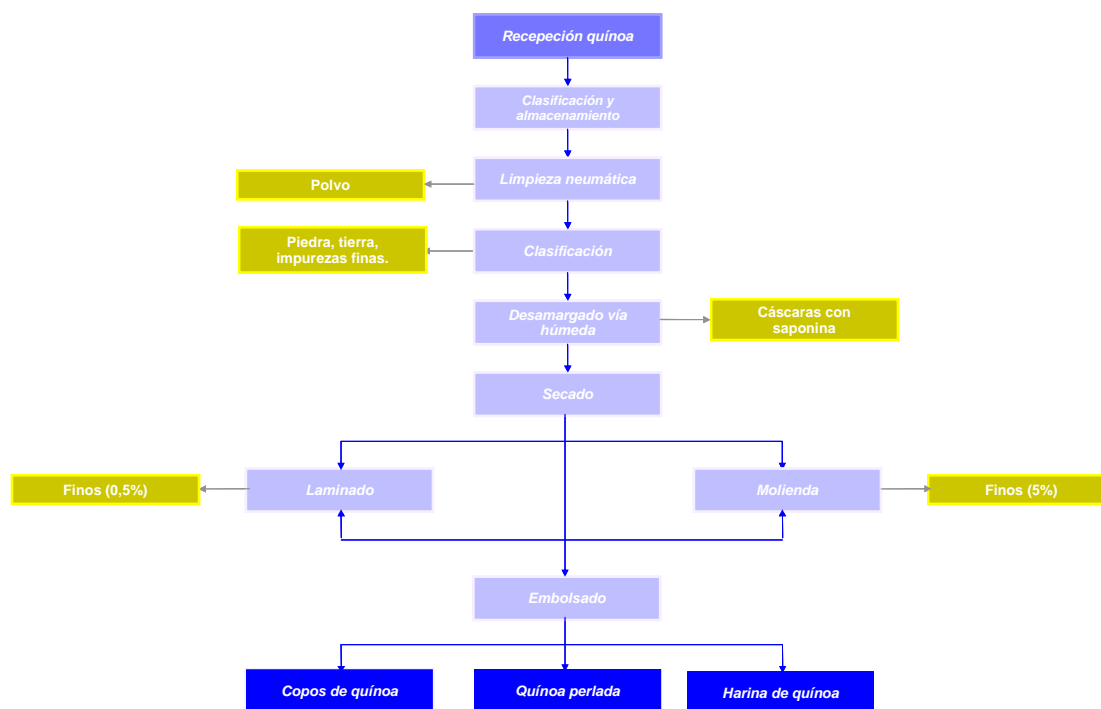 Recepeción quínoa
Clasificación y
almacenamiento
Limpieza neumática
Polvo
Piedra, tierra,
impurezas finas.
Clasificación
Desamargado vía
húmeda
Cáscaras con
saponina
Secado
Finos (0,5%)
Laminado
Molienda
Finos (5%)
Embolsado
Copos de quínoa
Quínoa perlada
Harina de quínoa